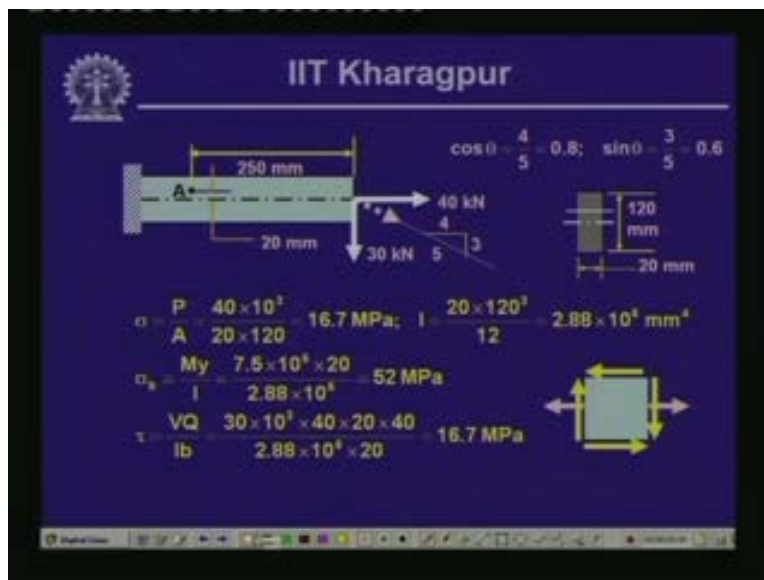 IIT Kharagpur
cos θ = 4/5 = 0.8; sin θ = 3/5 = 0.6
250 mm
A
40 kN
4
3
5
30 kN
20 mm
120 mm
20 mm
σ = P/A = 40 × 10³ / 20 × 120 = 16.7 MPa; I = 20 × 120³ / 12 = 2.88 × 10⁶ mm⁴
= My/I = 7.5 × 10⁶ × 20 / 2.88 × 10⁶ = 52 MPa
τ = VQ/Ib = 30 × 10³ × 40 × 20 × 40 / 2.88 × 10⁶ × 20 = 16.7 MPa